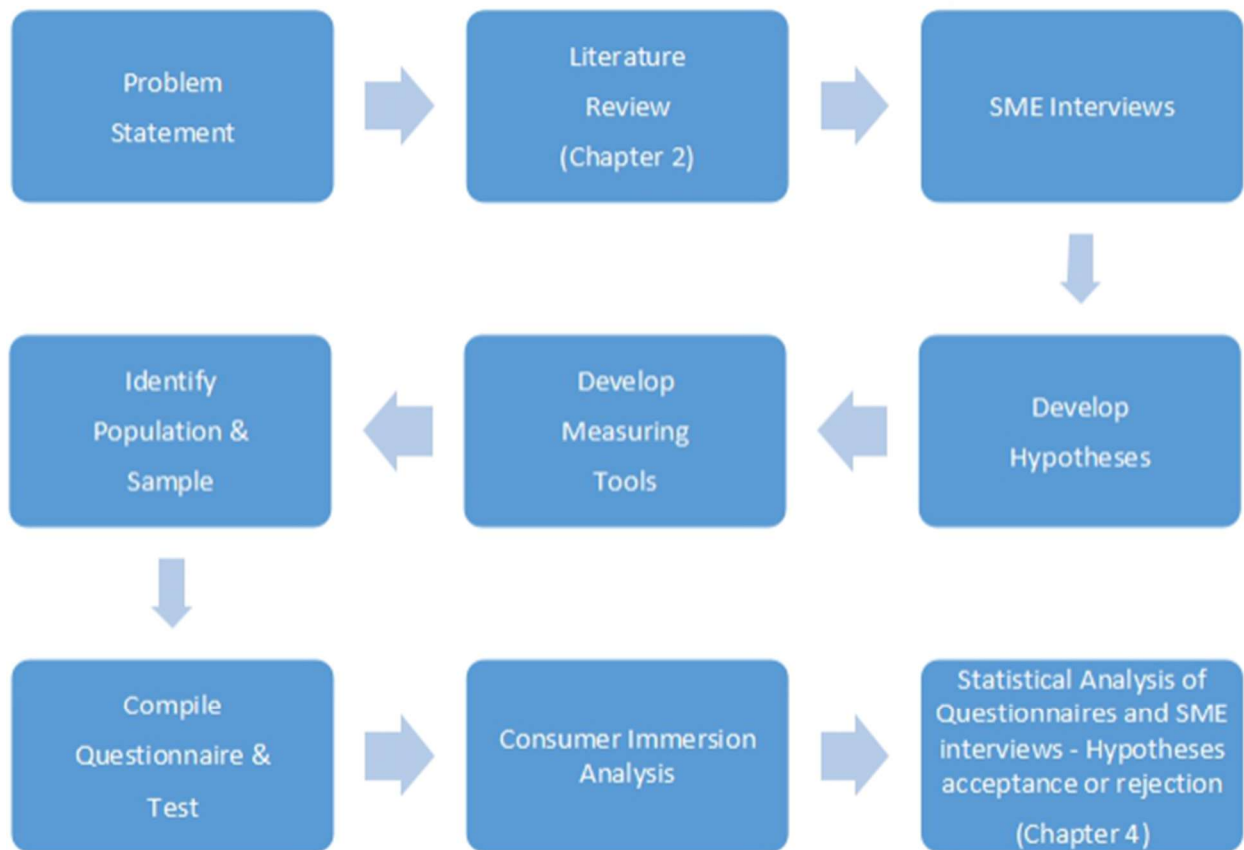 Problem
Statement
Literature
Review
(Chapter 2)
SME Interviews
Develop
Hypotheses
Develop
Measuring
Tools
Identify
Population &
Sample
Compile
Questionnaire &
Test
Consumer Immersion
Analysis
Statistical Analysis of
Questionnaires and SME
interviews - Hypotheses
acceptance or rejection
(Chapter 4)